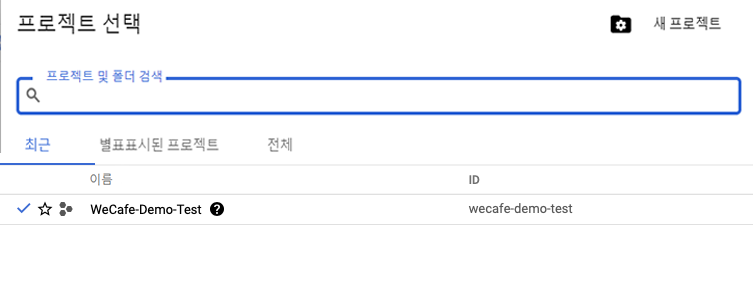 프로젝트 선택
새 프로젝트
프로젝트 및 폴더 검색
최근 별표표시된 프로젝트 전체
이름 ID
WeCafe-Demo-Test wecafe-demo-test